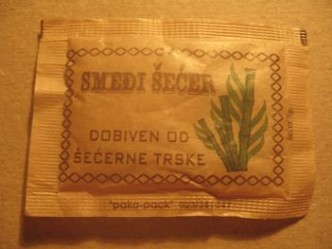 SMEĐI ŠEĆER
DOBIVEN OD
ŠEĆERNE TRSKE
"pako-pack"